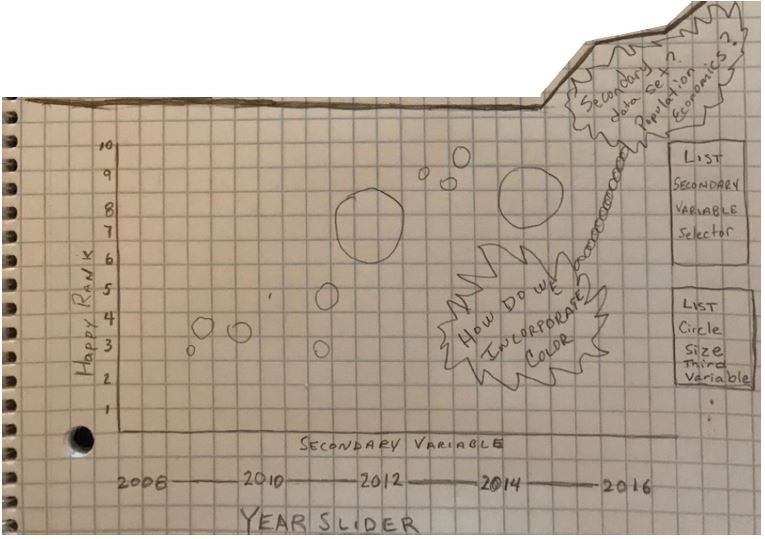 Secondary
data set?
Population
Economics?
10
9
8
7
6
5
4
3
2
1
HAPPY RANK
LIST
SECONDARY
VARIABLE
Selector
HOW DO WE
INCORPORATE
COLOR
LIST
Circle
Size
Third
Variable
SECONDARY VARIABLE
2008 2010 2012 2014 2016
YEAR SLIDER